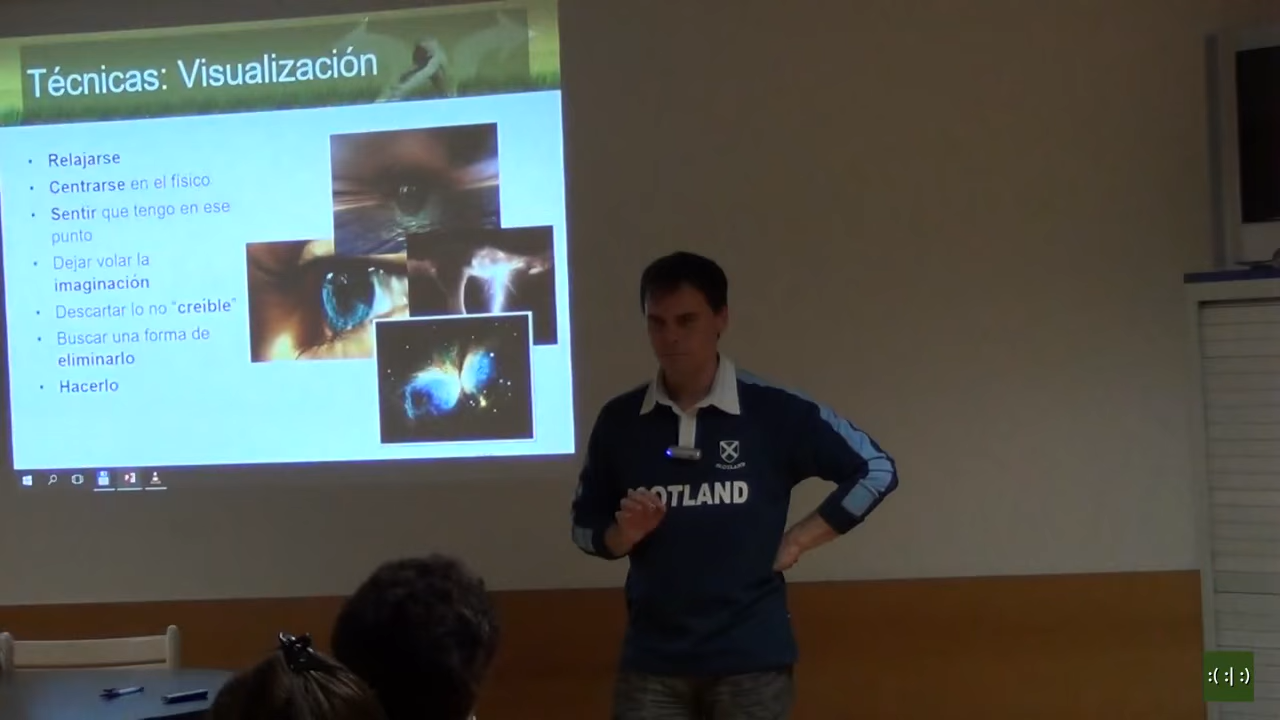 Técnicas: Visualización
• Relajarse
• Centrarse en el físico
• Sentir que tengo en ese
punto
• Dejar volar la
imaginación
• Descartar lo no “creible”
• Buscar una forma de
eliminarlo
• Hacerlo
SCOTLAND
:( :| :)